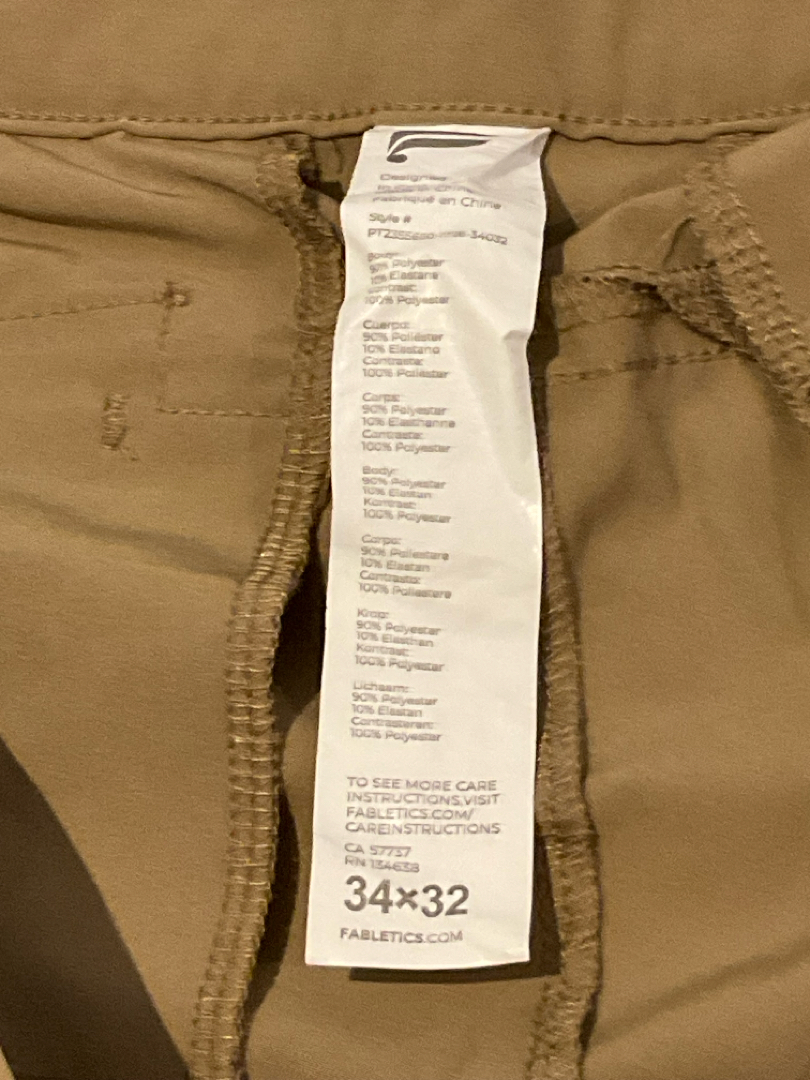 Designed
Fabriqué en Chine
Style #
90% Polyester
10% Elastane
Contrast:
100% Polyester
Cuerpo:
90% Poliéster
10% Elastano
Contraste:
100% Poliéster
Corps:
90% Polyester
10% Elasthanne
Contraste:
100% Polyester
Body:
90% Polyester
10% Elastan
Kontrast:
100% Polyester
Corpo:
90% Poliestere
10% Elastan
Contrasto:
100% Poliestere
Krop:
90% Polyester
10% Elasthan
Kontrast:
100% Polyester
Lichaam:
90% Polyester
10% Elastan
Contrasteren:
100% Polyester
TO SEE MORE CARE
INSTRUCTIONS,VISIT
FABLETICS.COM/
CAREINSTRUCTIONS
CA 57737
RN 134638
34×32
FABLETICS.COM